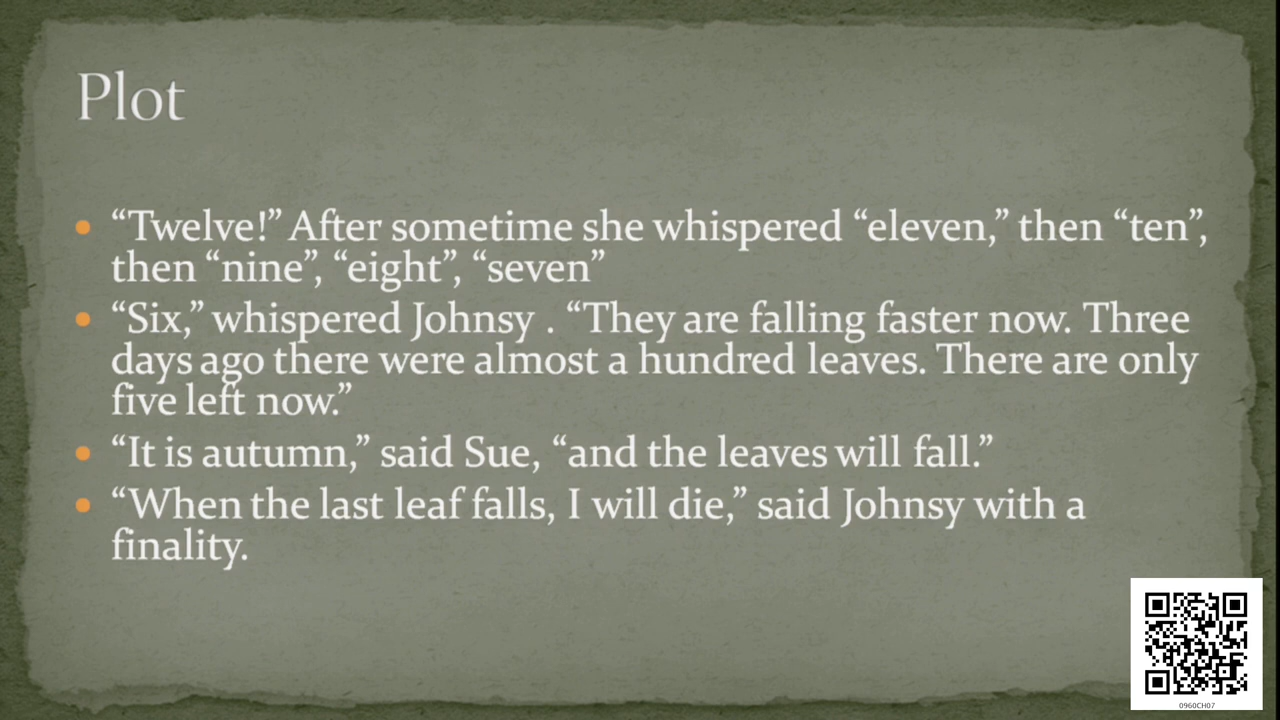 Plot
“Twelve!” After sometime she whispered “eleven,” then “ten”,
then “nine”, “eight”, “seven”
“Six,” whispered Johnsy . “They are falling faster now. Three
days ago there were almost a hundred leaves. There are only
five left now.”
“It is autumn,” said Sue, “and the leaves will fall.”
“When the last leaf falls, I will die,” said Johnsy with a
finality.
0960CH07